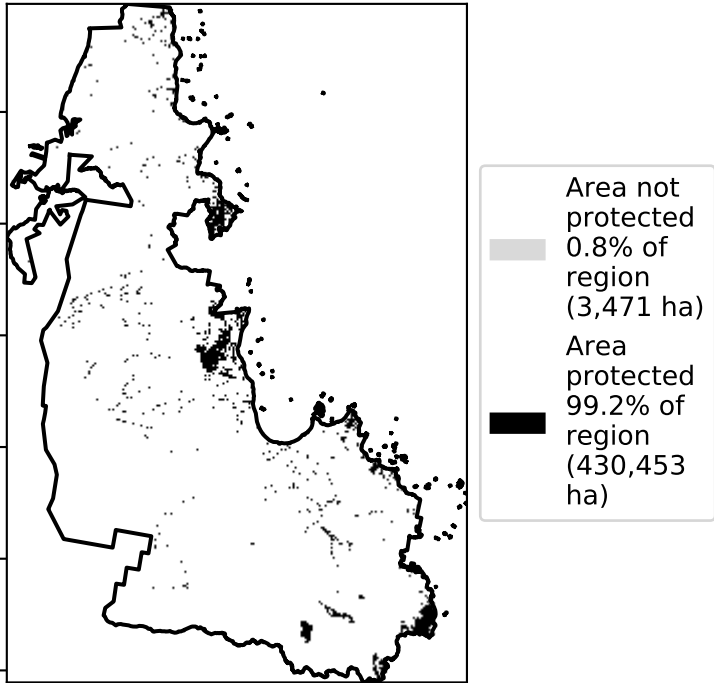 Area not
protected
0.8% of
region
(3,471 ha)
Area
protected
99.2% of
region
(430,453
ha)